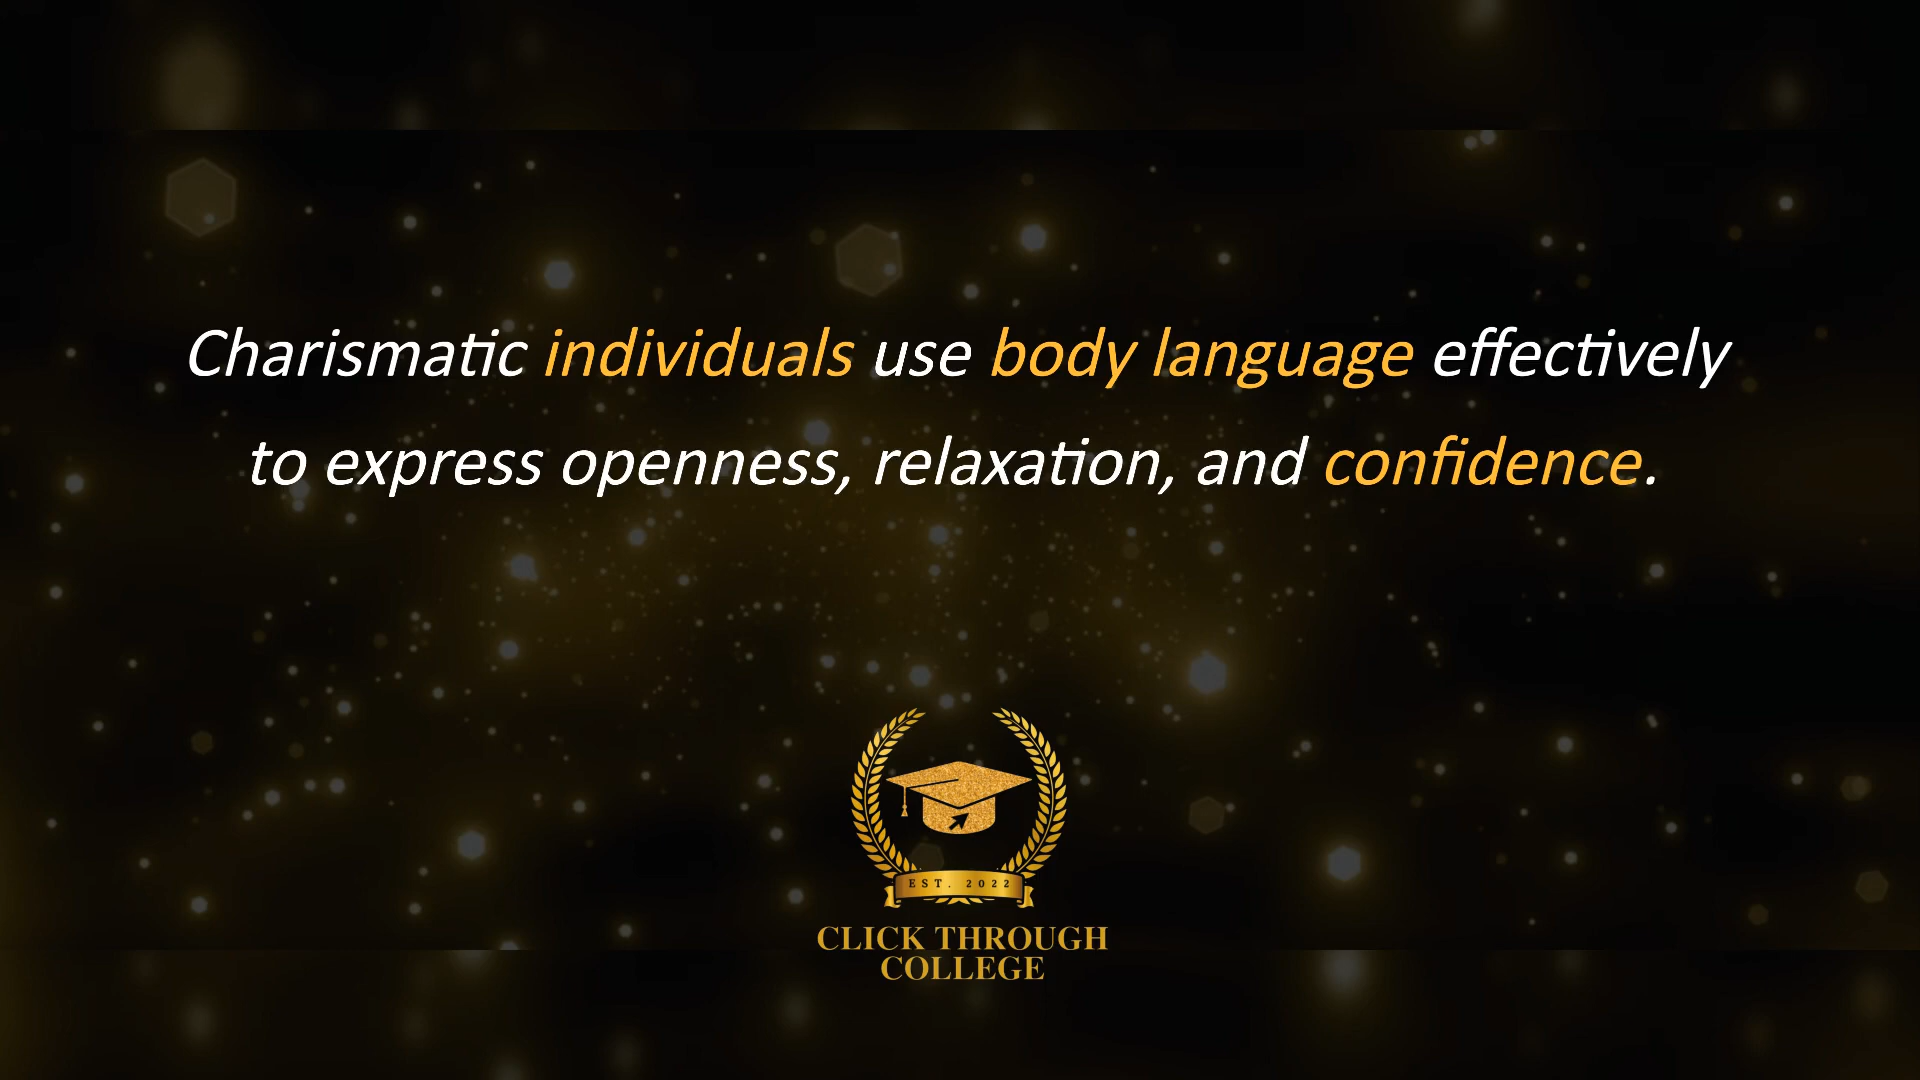 Charismatic individuals use body language effectively
to express openness, relaxation, and confidence.
EST. 2022
CLICK THROUGH
COLLEGE